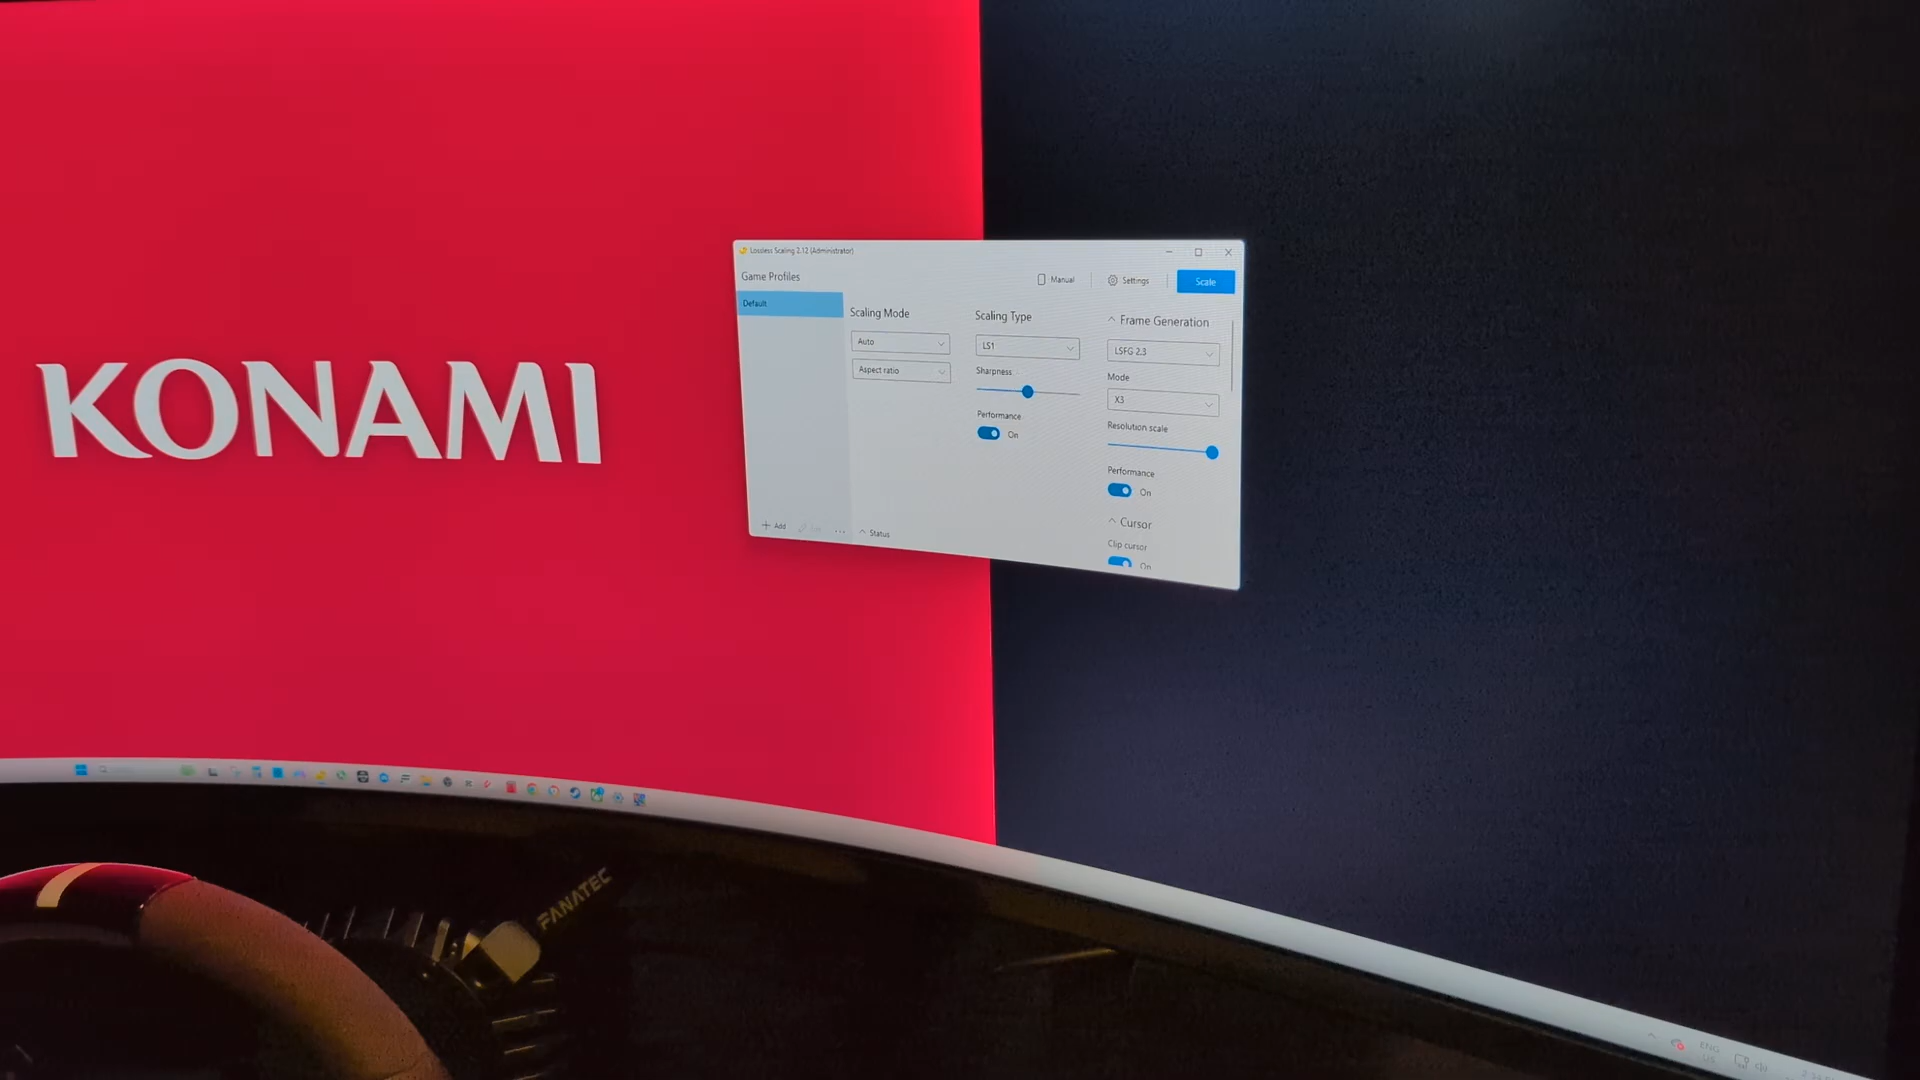 KONAMI
Lossless Scaling 2.12 (Administrator)
Game Profiles
Manual
Settings
Scale
Default
Scaling Mode
Auto
Aspect ratio
Scaling Type
LS1
Sharpness
Performance
On
Frame Generation
LSFG 2.3
Mode
X3
Resolution scale
Performance
On
Cursor
Clip cursor
On
Add
Status
FANATEC
ENG
US